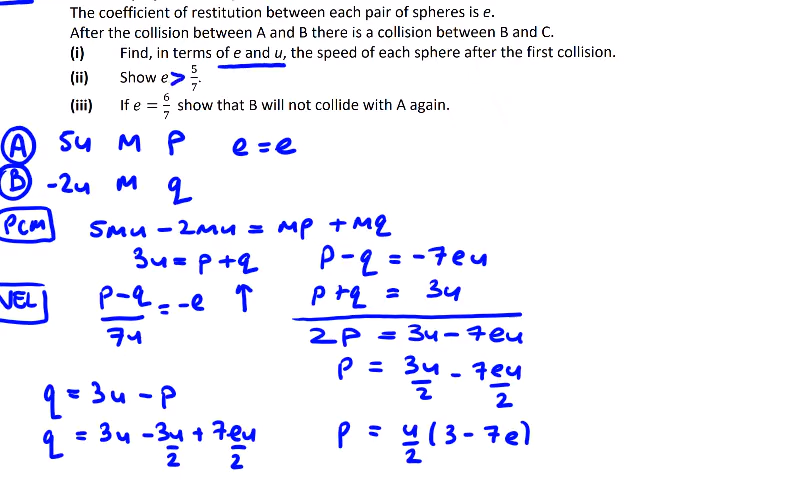 The coefficient of restitution between each pair of spheres is e.
After the collision between A and B there is a collision between B and C.
(i) Find, in terms of e and u, the speed of each sphere after the first collision.
(ii) Show e > 5/7.
(iii) If e = 6/7 show that B will not collide with A again.
A 5u M P e = e
B -2u M q
PCM 5Mu - 2Mu = MP + Mq
3u = P + q
VEL (P-q)/7u = -e ↑
P - q = -7eu
P + q = 3u
2P = 3u - 7eu
P = 3u/2 - 7eu/2
P = u/2 (3 - 7e)
q = 3u - P
q = 3u - 3u/2 + 7eu/2